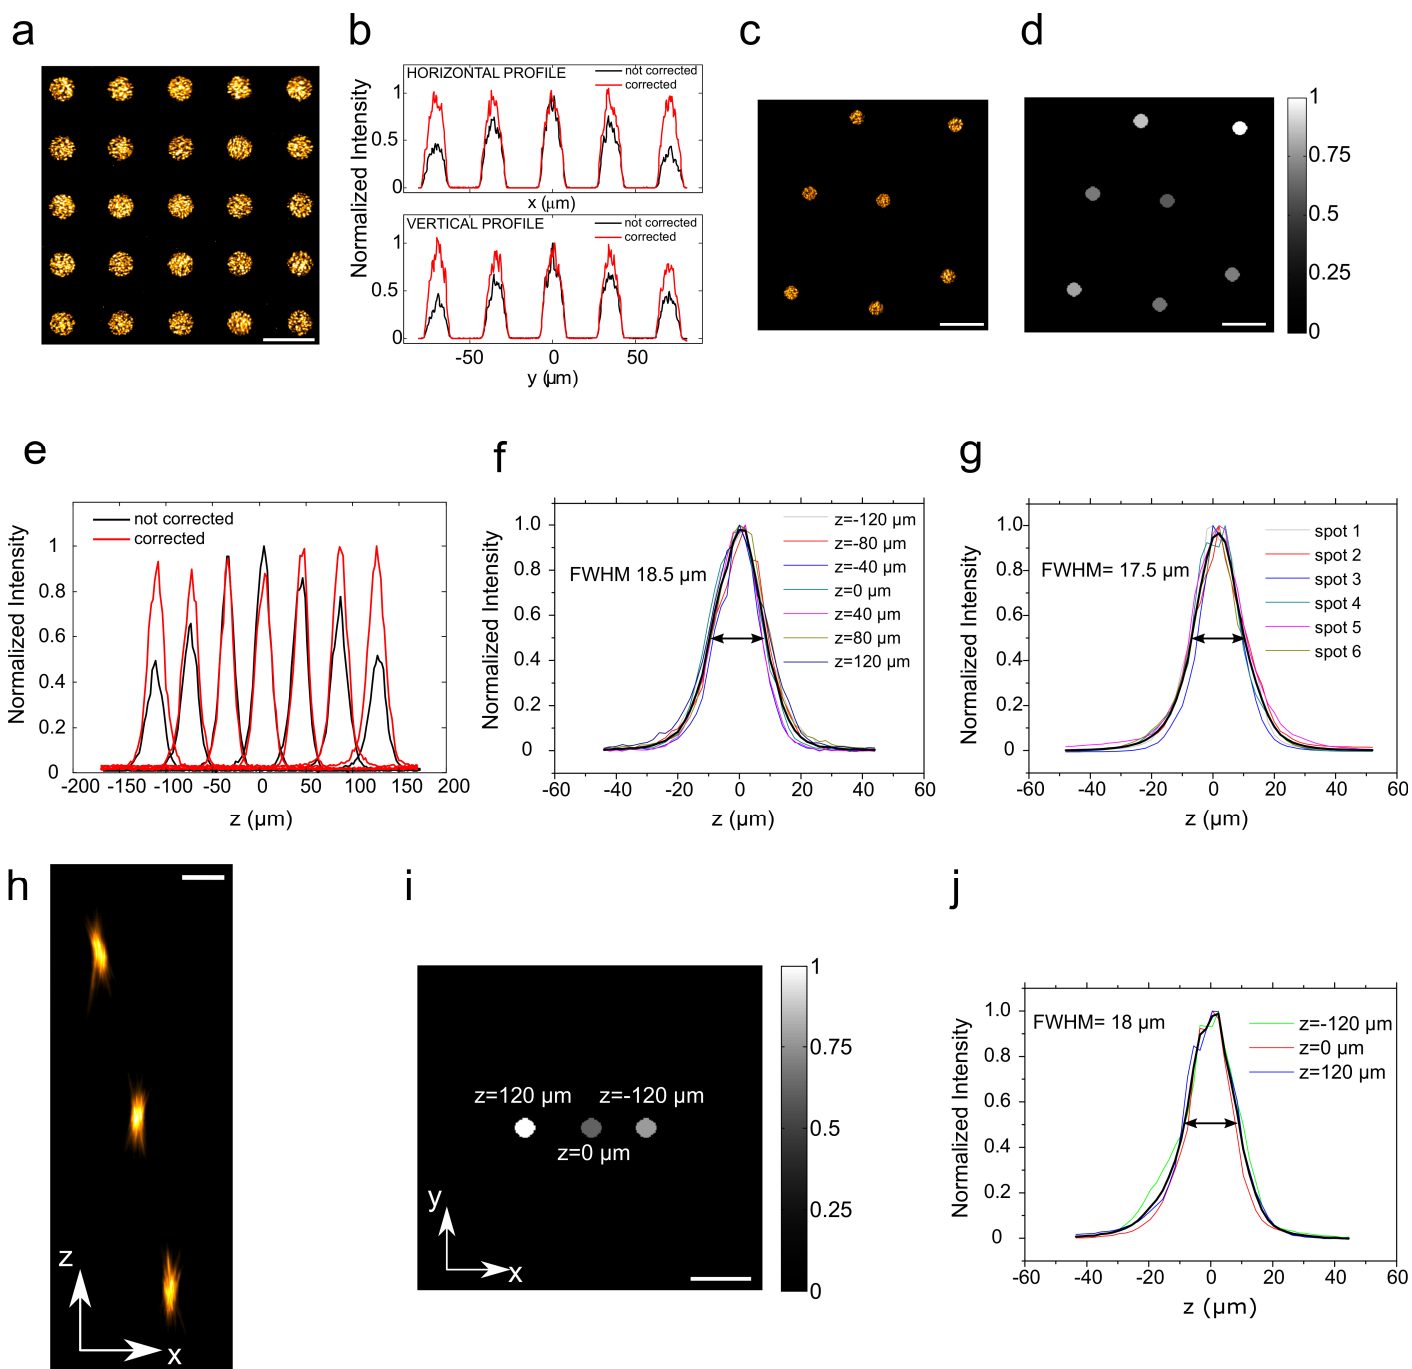 a
b
HORIZONTAL PROFILE
not corrected
corrected
1
0.5
0
x (µm)
VERTICAL PROFILE
not corrected
corrected
1
0.5
0
-50
0
50
y (µm)
Normalized Intensity
c
d
1
0.75
0.5
0.25
0
e
not corrected
corrected
1
0.8
0.6
0.4
0.2
0
-200 -150 -100 -50 0 50 100 150 200
z (µm)
Normalized Intensity
f
FWHM 18.5 µm
z=-120 µm
z=-80 µm
z=-40 µm
z=0 µm
z=40 µm
z=80 µm
z=120 µm
1.0
0.8
0.6
0.4
0.2
0
-60 -40 -20 0 20 40 60
z (µm)
Normalized Intensity
g
FWHM= 17.5 µm
spot 1
spot 2
spot 3
spot 4
spot 5
spot 6
1.0
0.8
0.6
0.4
0.2
0
-60 -40 -20 0 20 40 60
z (µm)
Normalized Intensity
h
z
x
i
z=120 µm
z=-120 µm
z=0 µm
y
x
1
0.75
0.5
0.25
0
j
FWHM= 18 µm
z=-120 µm
z=0 µm
z=120 µm
1.0
0.8
0.6
0.4
0.2
0
-60 -40 -20 0 20 40 60
z (µm)
Normalized Intensity